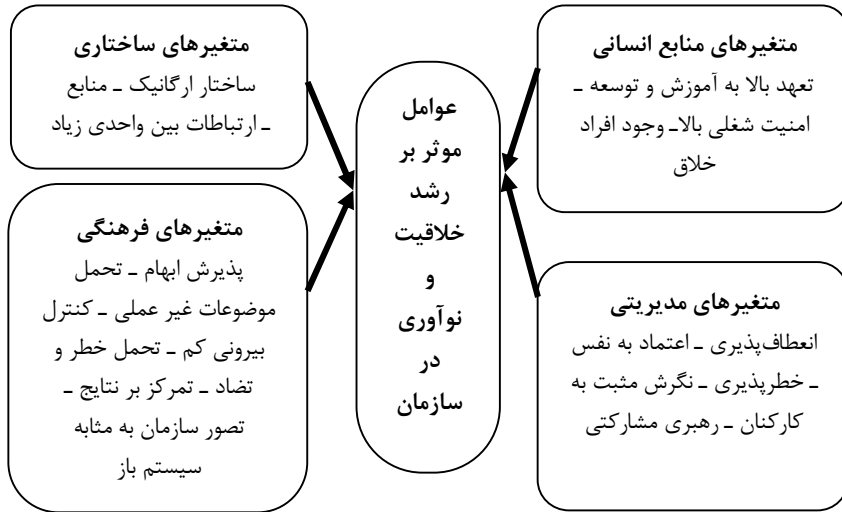 متغیرهای منابع انسانی
تعهد بالا به آموزش و توسعه ـ
امنیت شغلی بالاـ وجود افراد
خلاق
متغیرهای ساختاری
ساختار ارگانیک ـ منابع
ـ ارتباطات بین واحدی زیاد
عوامل
موثر بر
رشد
خلاقیت
و
نوآوری
در
سازمان
متغیرهای مدیریتی
انعطاف‌پذیری ـ اعتماد به نفس
ـ خطرپذیری ـ نگرش مثبت به
کارکنان ـ رهبری مشارکتی
متغیرهای فرهنگی
پذیرش ابهام ـ تحمل
موضوعات غیر عملی ـ کنترل
بیرونی کم ـ تحمل خطر و
تضاد ـ تمرکز بر نتایج ـ
تصور سازمان به مثابه
سیستم باز